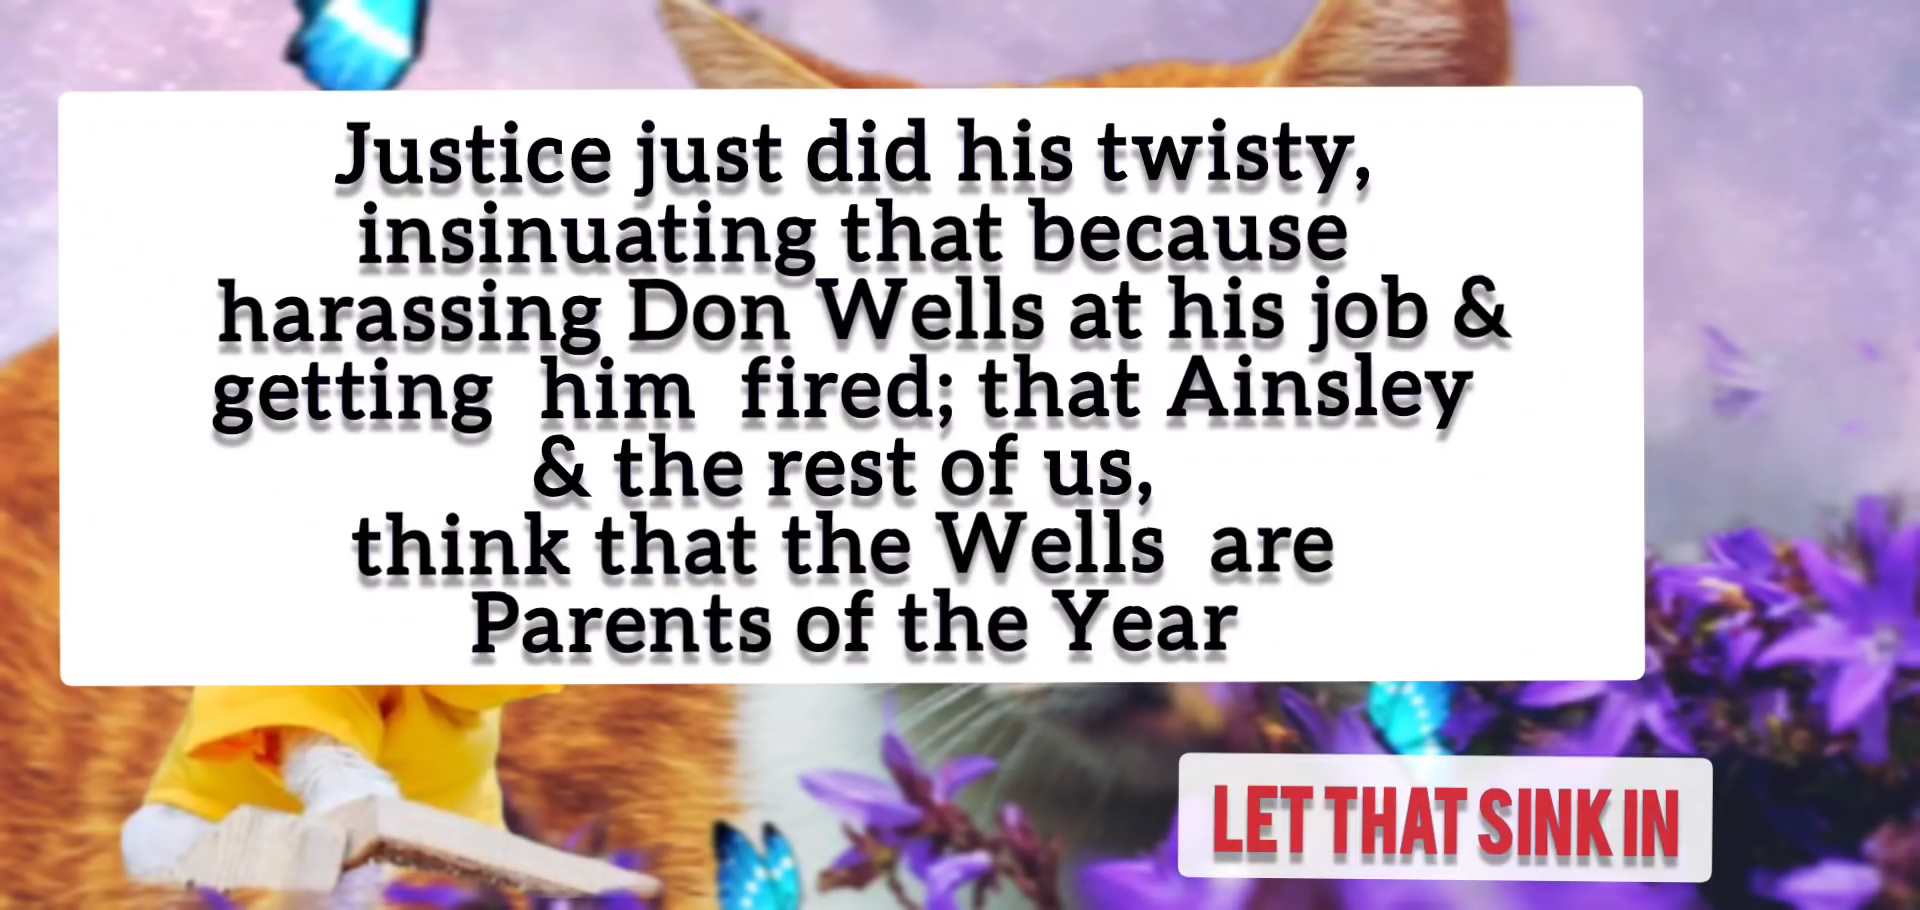 Justice just did his twisty,
insinuating that because
harassing Don Wells at his job &
getting him fired; that Ainsley
& the rest of us,
think that the Wells are
Parents of the Year
LET THAT SINK IN